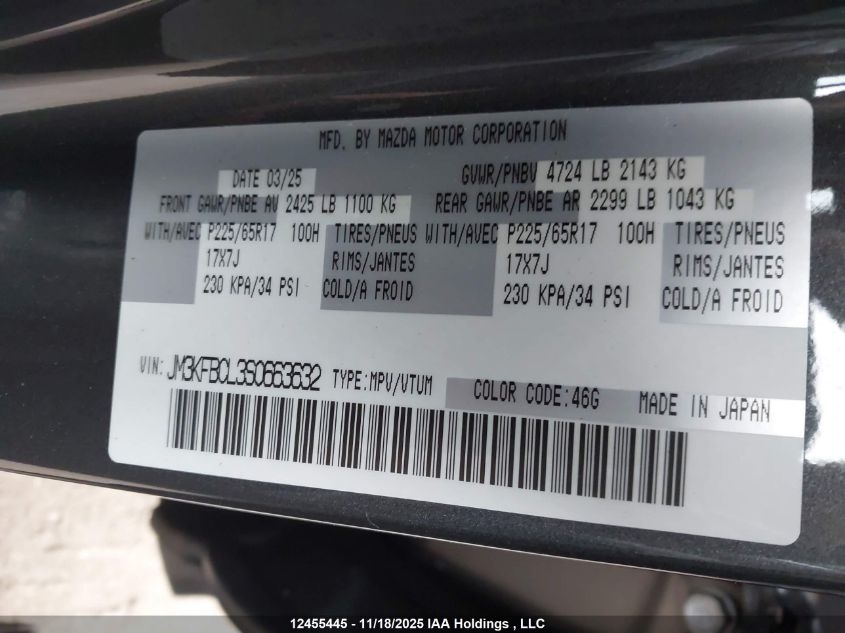 MFD. BY MAZDA MOTOR CORPORATION
DATE 03/25 GVWR/PNBV 4724 LB 2143 KG
FRONT GAWR/PNBE AV 2425 LB 1100 KG REAR GAWR/PNBE AR 2299 LB 1043 KG
WITH/AVEC P225/65R17 100H TIRES/PNEUS WITH/AVEC P225/65R17 100H TIRES/PNEUS
17X7J RIMS/JANTES 17X7J RIMS/JANTES
230 KPA/34 PSI COLD/A FROID 230 KPA/34 PSI COLD/A FROID
VIN: JM3KFBCL3S0663632 TYPE:MPV/VTUM COLOR CODE:46G MADE IN JAPAN
12455445 - 11/18/2025 IAA Holdings , LLC